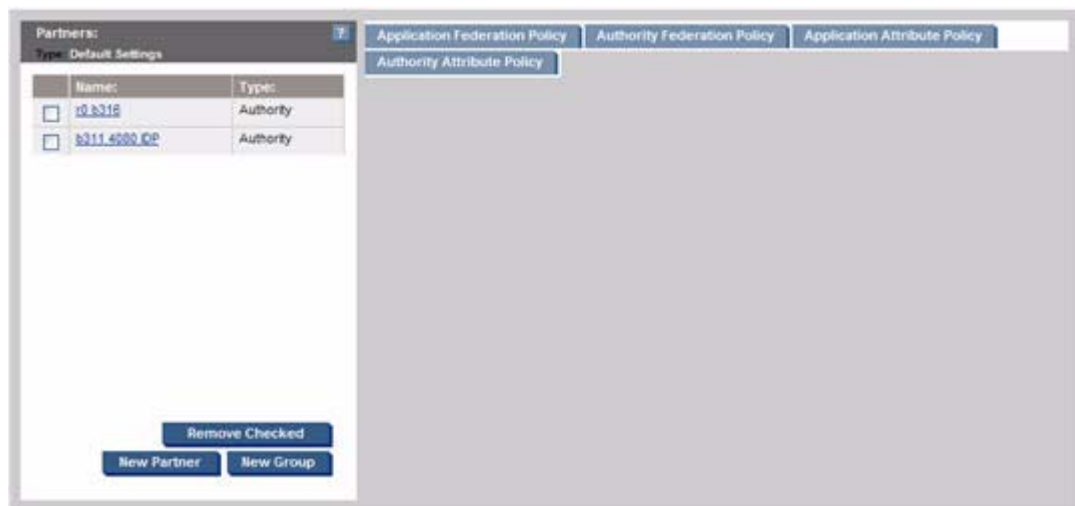 Partners: ?
Type: Default Settings
Name: Type:
r0.b316 Authority
b311.4080.IDP Authority
Remove Checked
New Partner New Group
Application Federation Policy Authority Federation Policy Application Attribute Policy
Authority Attribute Policy